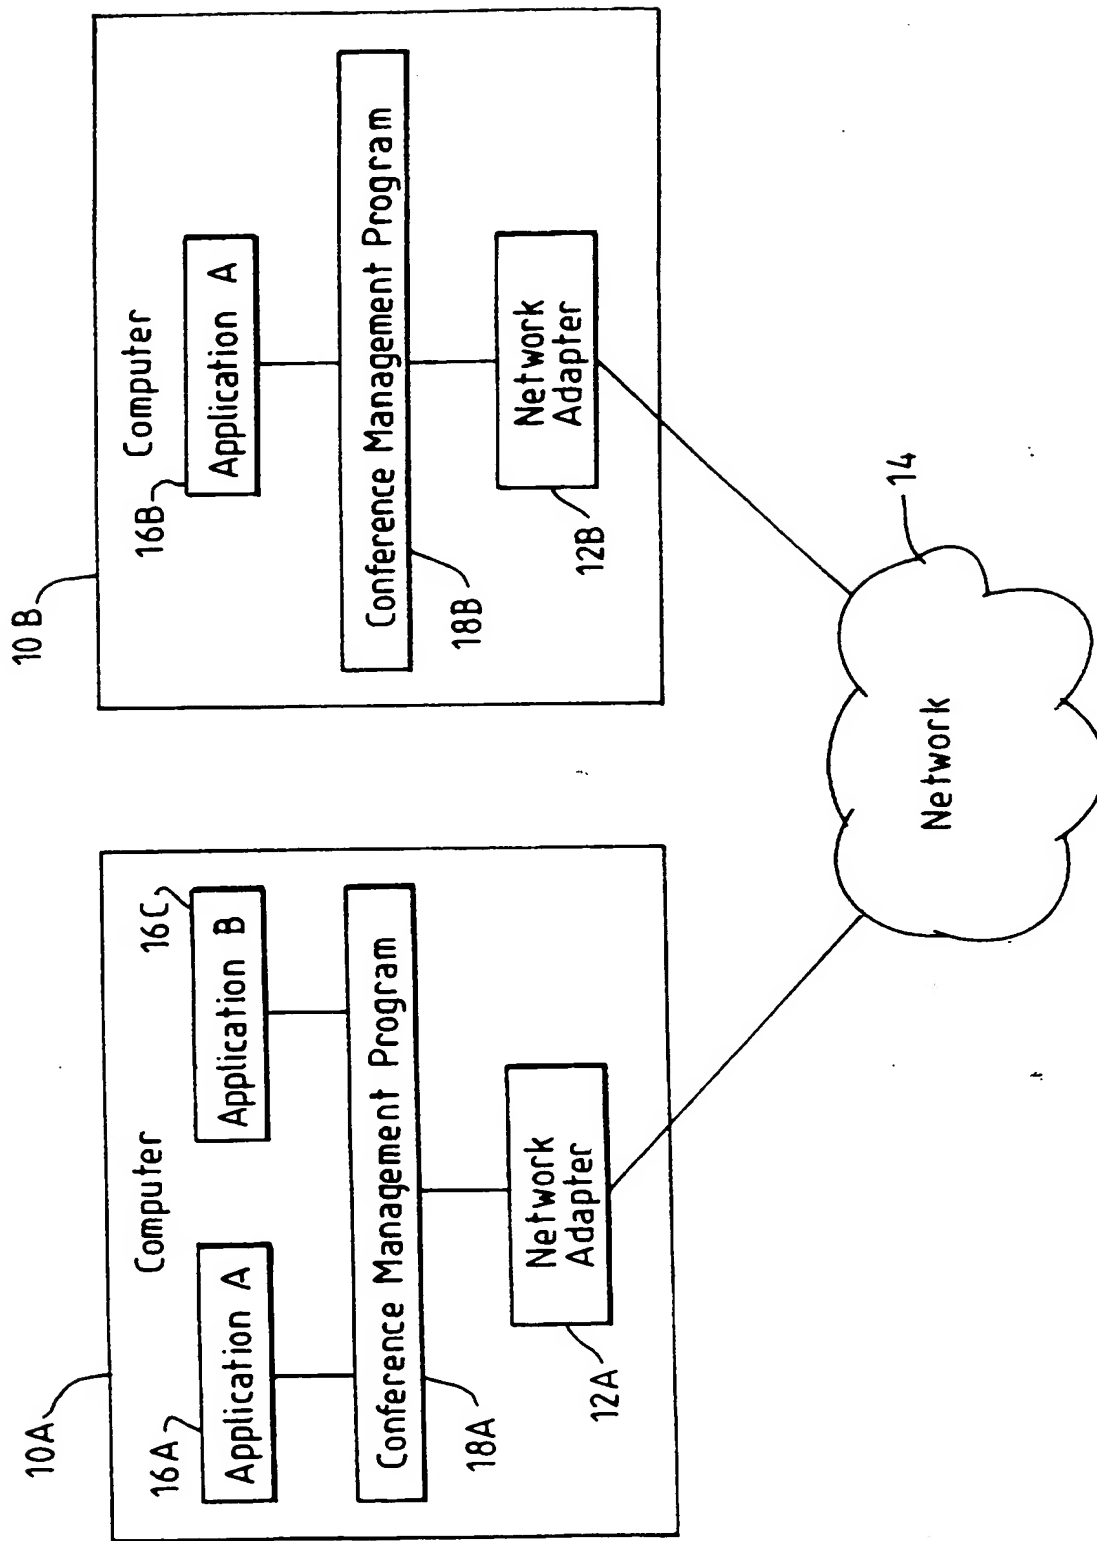 10A
Computer
16A
Application A
16C
Application B
Conference Management Program
18A
Network
Adapter
12A
10B
Computer
16B
Application A
Conference Management Program
18B
Network
Adapter
12B
Network
14